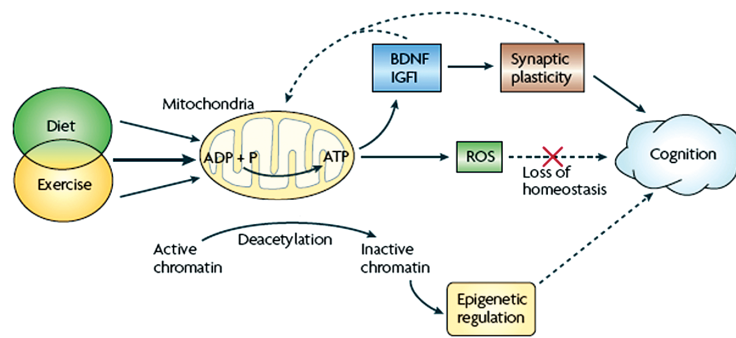 BDNF
IGFI
Synaptic
plasticity
Mitochondria
Diet
Exercise
ADP + P
ATP
ROS
Loss of
homeostasis
Cognition
Active
chromatin
Deacetylation
Inactive
chromatin
Epigenetic
regulation